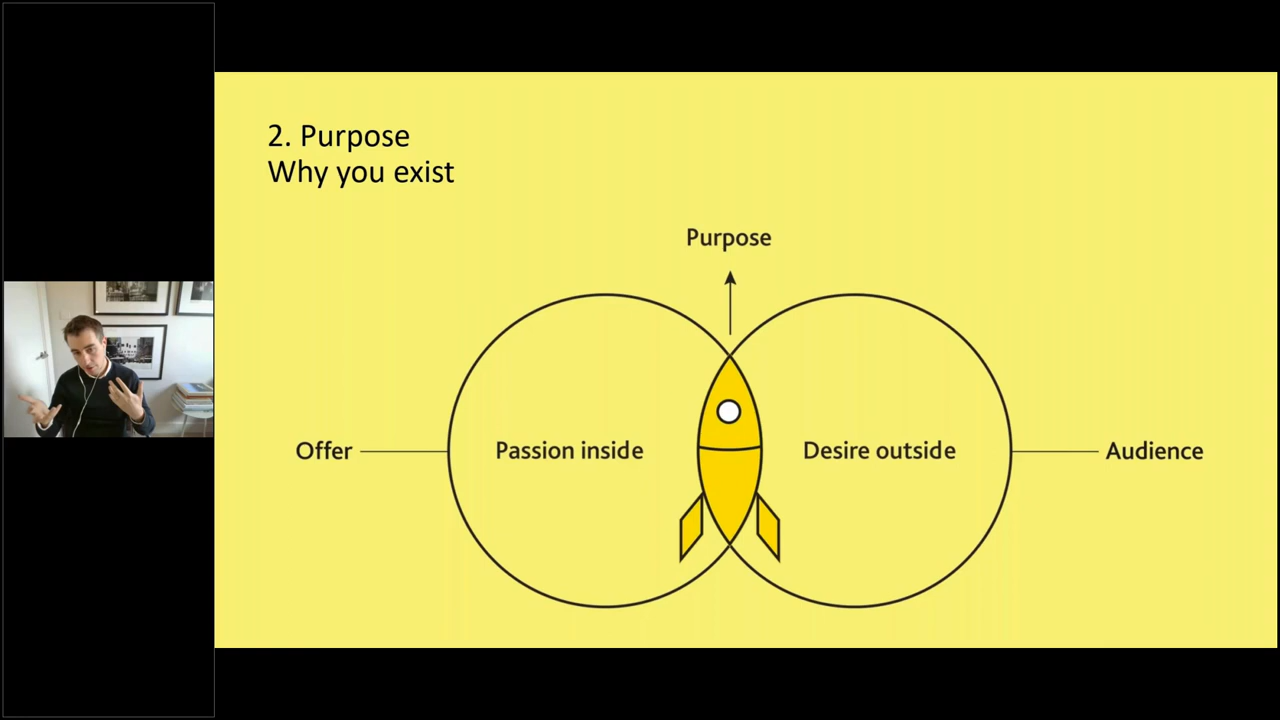 2. Purpose
Why you exist
Purpose
Offer
Passion inside
Desire outside
Audience